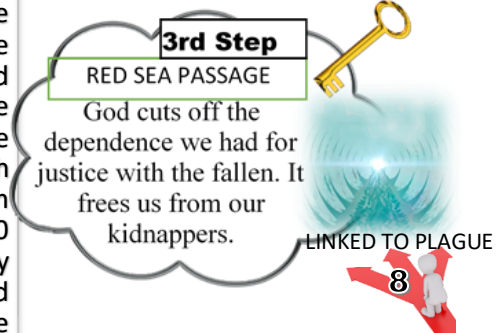 3rd Step
RED SEA PASSAGE
God cuts off the
dependence we had for
justice with the fallen. It
frees us from our
kidnappers.
LINKED TO PLAGUE
8